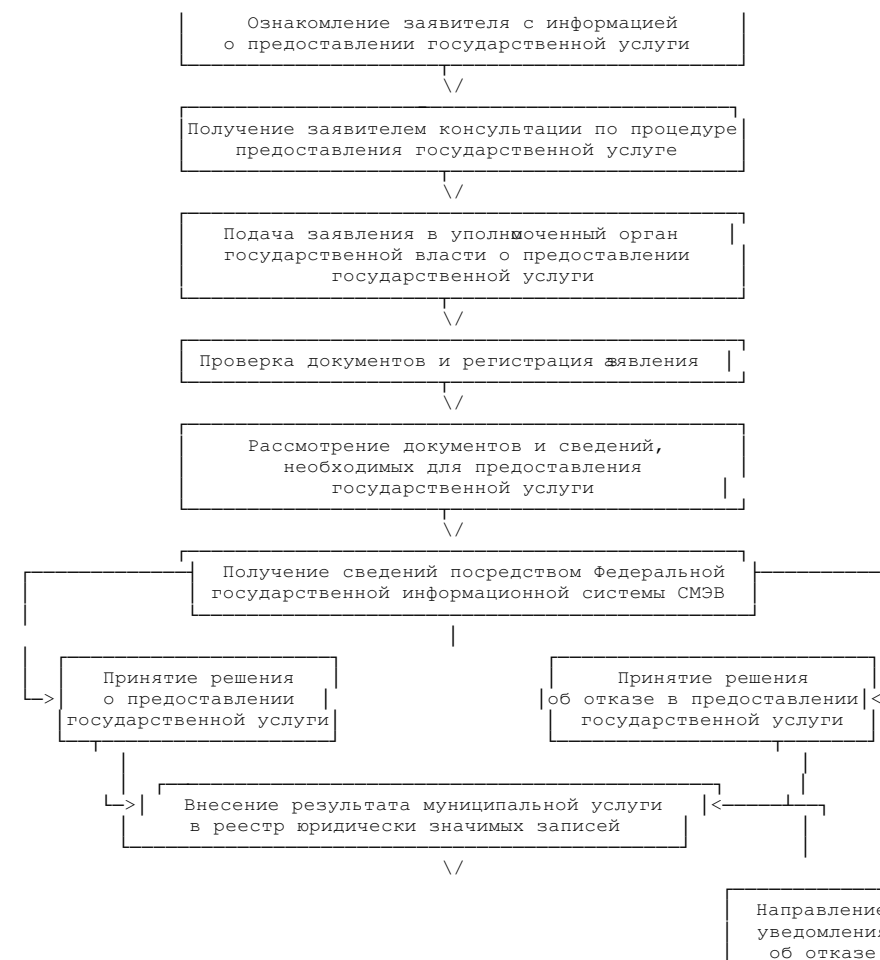 Ознакомление заявителя с информацией
о предоставлении государственной услуги
Получение заявителем консультации по процедуре
предоставления государственной услуге
Подача заявления в уполномоченный орган
государственной власти о предоставлении
государственной услуги
Проверка документов и регистрация заявления
Рассмотрение документов и сведений,
необходимых для предоставления
государственной услуги
Получение сведений посредством Федеральной
государственной информационной системы СМЭВ
Принятие решения
о предоставлении
государственной услуги
Принятие решения
об отказе в предоставлении
государственной услуги
Внесение результата муниципальной услуги
в реестр юридически значимых записей
Направление
уведомления
об отказе